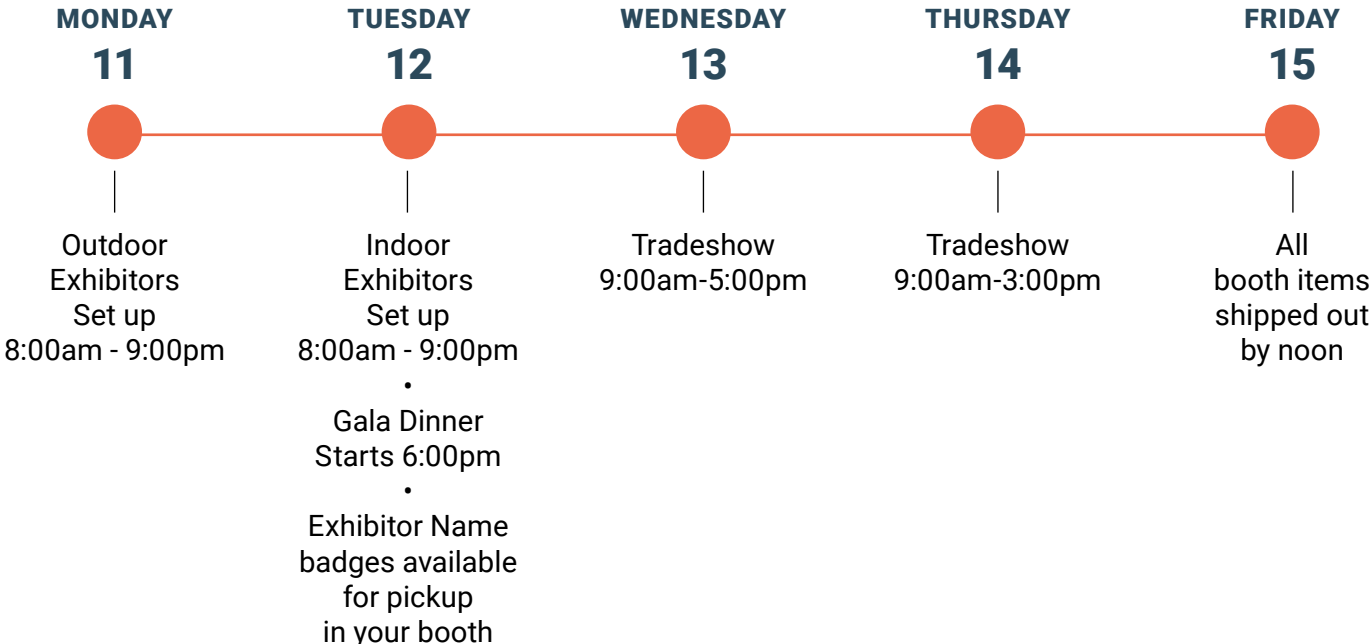 MONDAY
11
Outdoor
Exhibitors
Set up
8:00am - 9:00pm
TUESDAY
12
Indoor
Exhibitors
Set up
8:00am - 9:00pm
•
Gala Dinner
Starts 6:00pm
•
Exhibitor Name
badges available
for pickup
in your booth
WEDNESDAY
13
Tradeshow
9:00am-5:00pm
THURSDAY
14
Tradeshow
9:00am-3:00pm
FRIDAY
15
All
booth items
shipped out
by noon